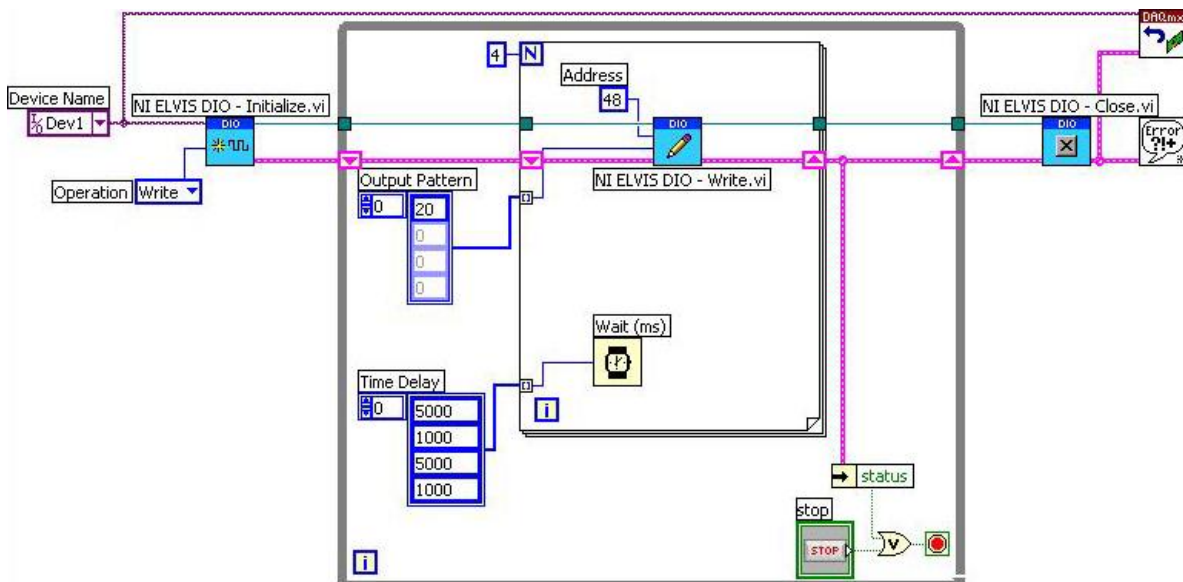 DAQmx
4
N
Address
48
Device Name
I/O Dev1
NI ELVIS DIO - Initialize.vi
DIO
NI ELVIS DIO - Close.vi
DIO
DIO
Error
?!+
Operation
Write
Output Pattern
NI ELVIS DIO - Write.vi
0
20
0
0
0
Wait (ms)
Time Delay
0
5000
1000
5000
1000
i
status
stop
STOP
V
i